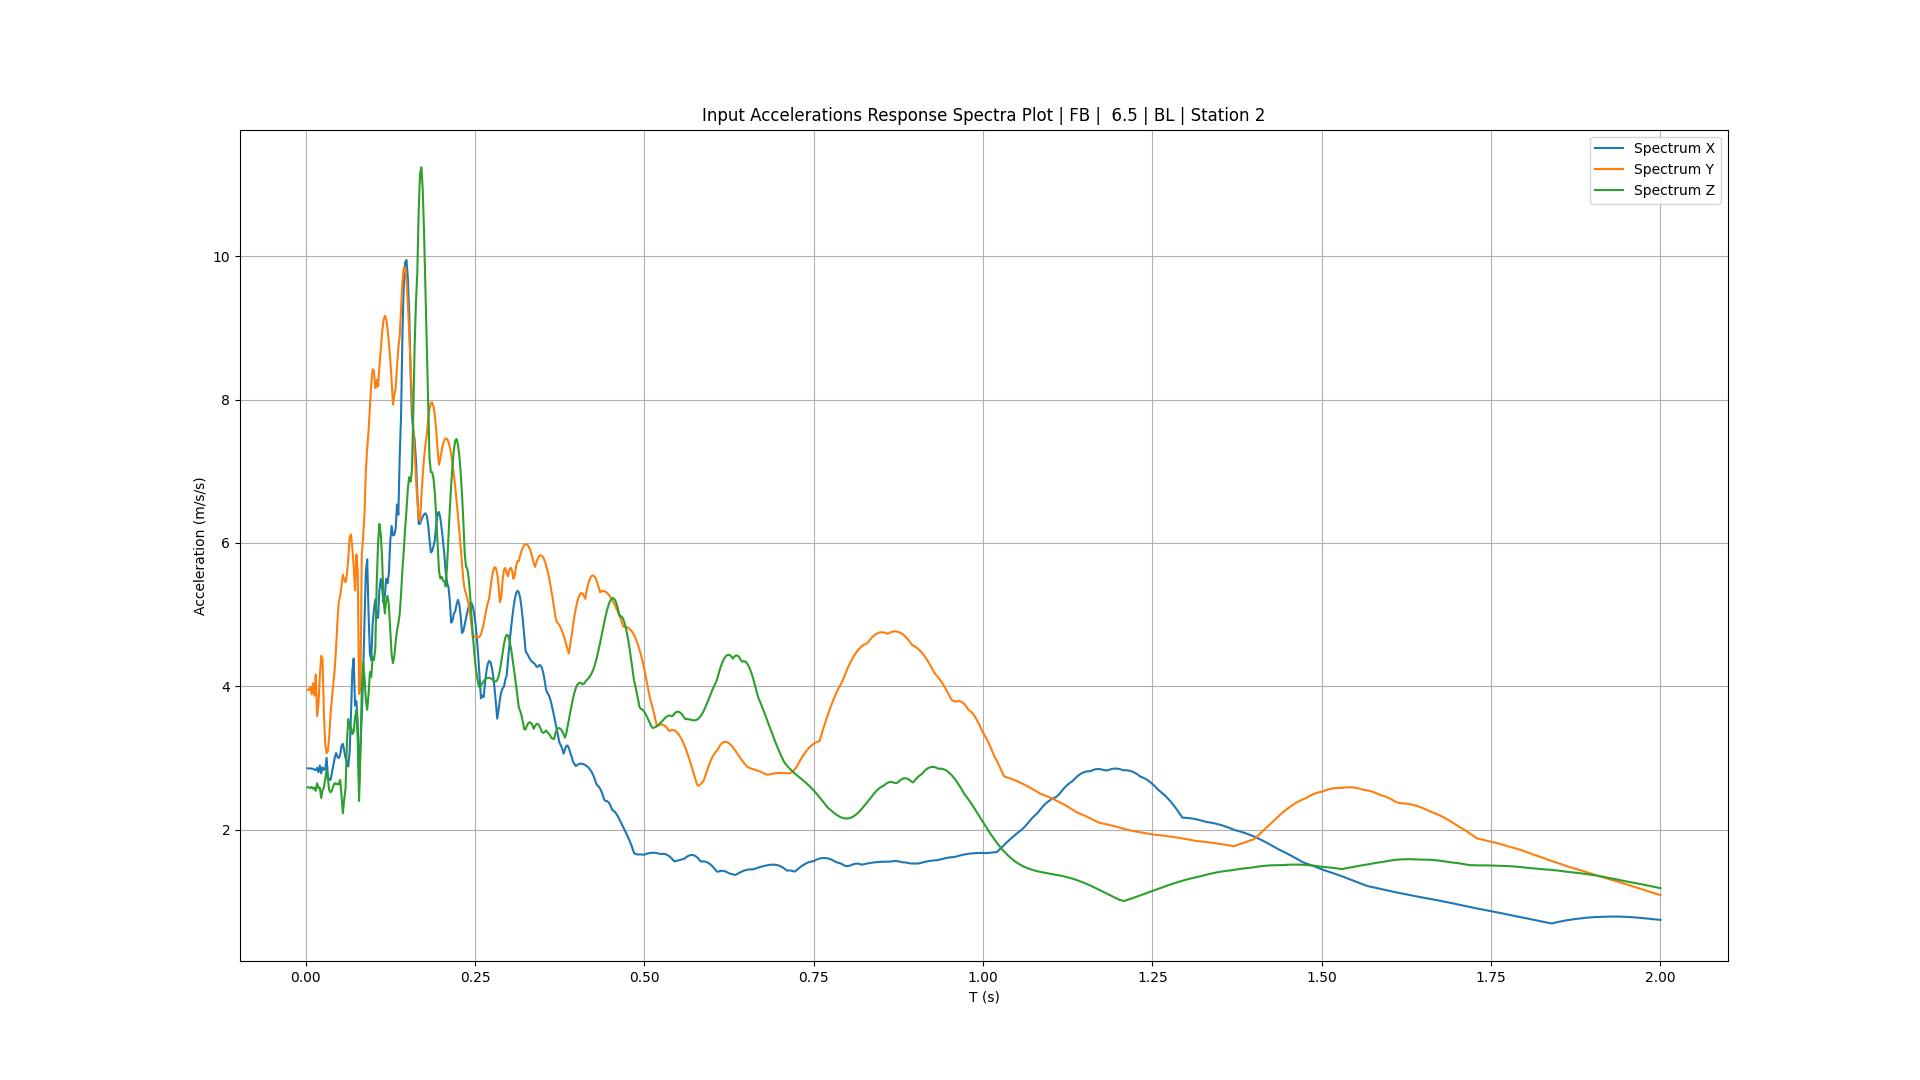 Input Accelerations Response Spectra Plot | FB |  6.5 | BL | Station 2
Spectrum X
Spectrum Y
Spectrum Z
Acceleration (m/s/s)
10
8
6
4
2
0.00 0.25 0.50 0.75 1.00 1.25 1.50 1.75 2.00
T (s)